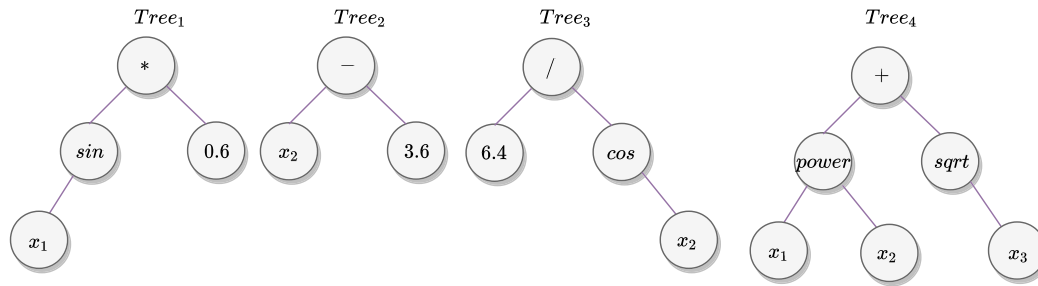 Tree₁ Tree₂ Tree₃ Tree₄
* − / +
sin 0.6 x₂ 3.6 6.4 cos power sqrt
x₁ x₂ x₁ x₂ x₃